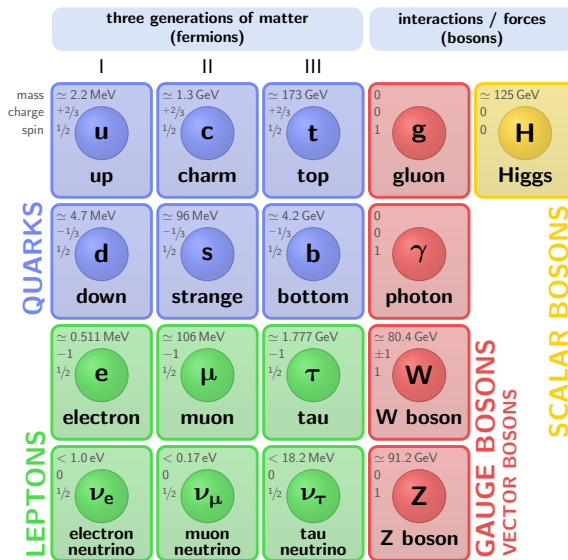 three generations of matter
(fermions)
interactions / forces
(bosons)
I II III
mass
charge
spin
≃ 2.2 MeV
+2/3
1/2
u
up
≃ 1.3 GeV
+2/3
1/2
c
charm
≃ 173 GeV
+2/3
1/2
t
top
0
0
1
g
gluon
≃ 125 GeV
0
0
H
Higgs
QUARKS
≃ 4.7 MeV
−1/3
1/2
d
down
≃ 96 MeV
−1/3
1/2
s
strange
≃ 4.2 GeV
−1/3
1/2
b
bottom
0
0
1
γ
photon
SCALAR BOSONS
LEPTONS
≃ 0.511 MeV
−1
1/2
e
electron
≃ 106 MeV
−1
1/2
μ
muon
≃ 1.777 GeV
−1
1/2
τ
tau
≃ 80.4 GeV
±1
1
W
W boson
GAUGE BOSONS
VECTOR BOSONS
< 1.0 eV
0
1/2
νe
electron
neutrino
< 0.17 eV
0
1/2
νμ
muon
neutrino
< 18.2 MeV
0
1/2
ντ
tau
neutrino
≃ 91.2 GeV
0
1
Z
Z boson